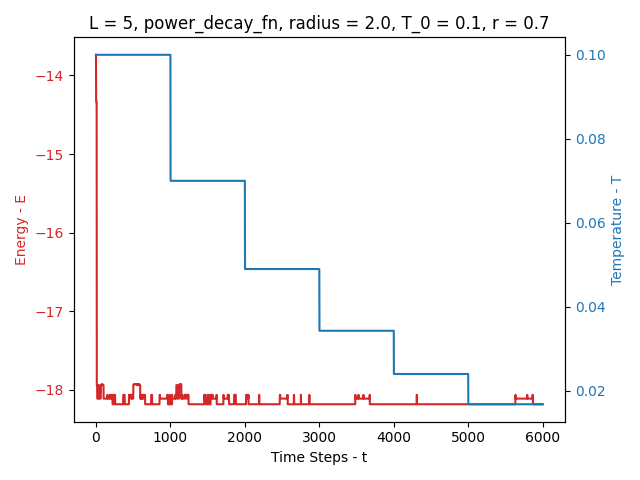 L = 5, power_decay_fn, radius = 2.0, T_0 = 0.1, r = 0.7
Energy - E
−14
−15
−16
−17
−18
0.10
0.08
0.06
0.04
0.02
Temperature - T
0 1000 2000 3000 4000 5000 6000
Time Steps - t